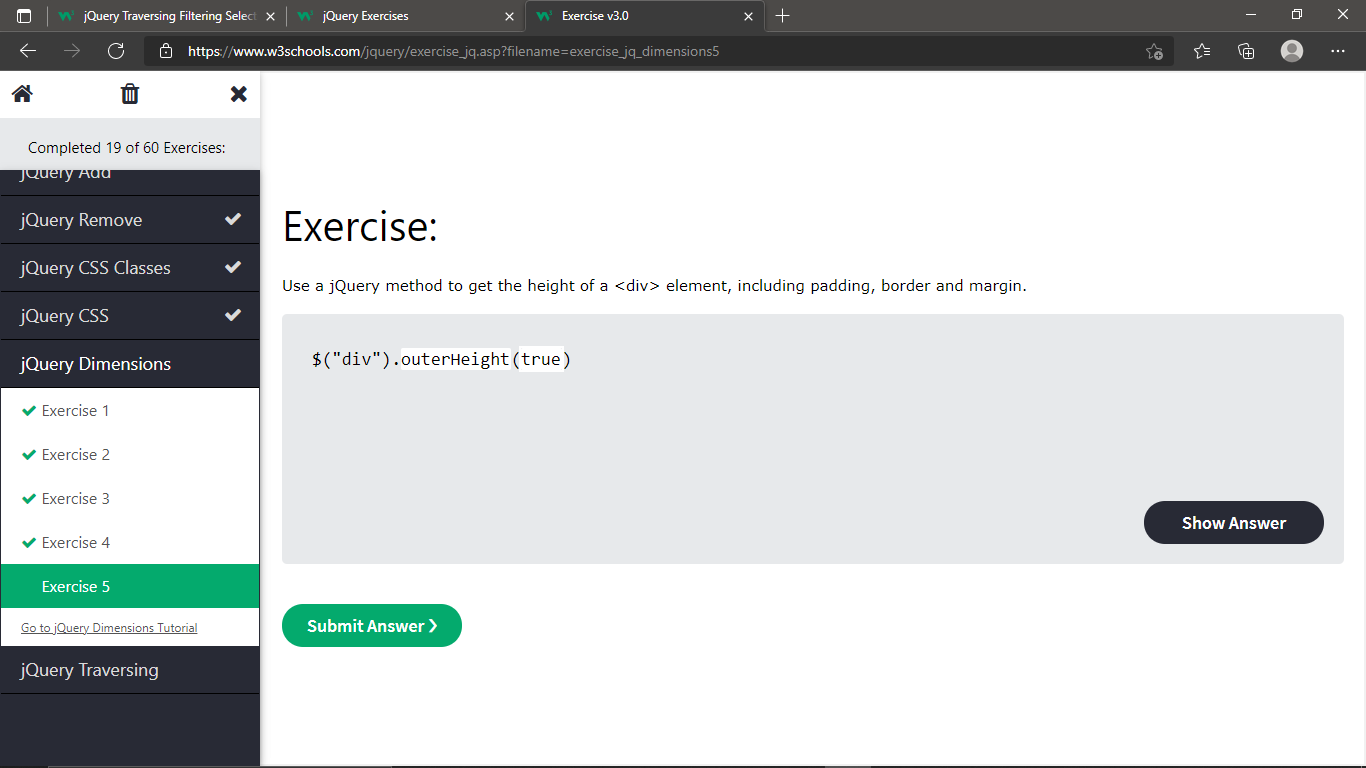 jQuery Traversing Filtering Select
jQuery Exercises
Exercise v3.0
https://www.w3schools.com/jquery/exercise_jq.asp?filename=exercise_jq_dimensions5
Completed 19 of 60 Exercises:
jQuery Add
jQuery Remove
jQuery CSS Classes
jQuery CSS
jQuery Dimensions
Exercise 1
Exercise 2
Exercise 3
Exercise 4
Exercise 5
Go to jQuery Dimensions Tutorial
jQuery Traversing
Exercise:
Use a jQuery method to get the height of a <div> element, including padding, border and margin.
$("div").outerHeight(true)
Show Answer
Submit Answer ❯